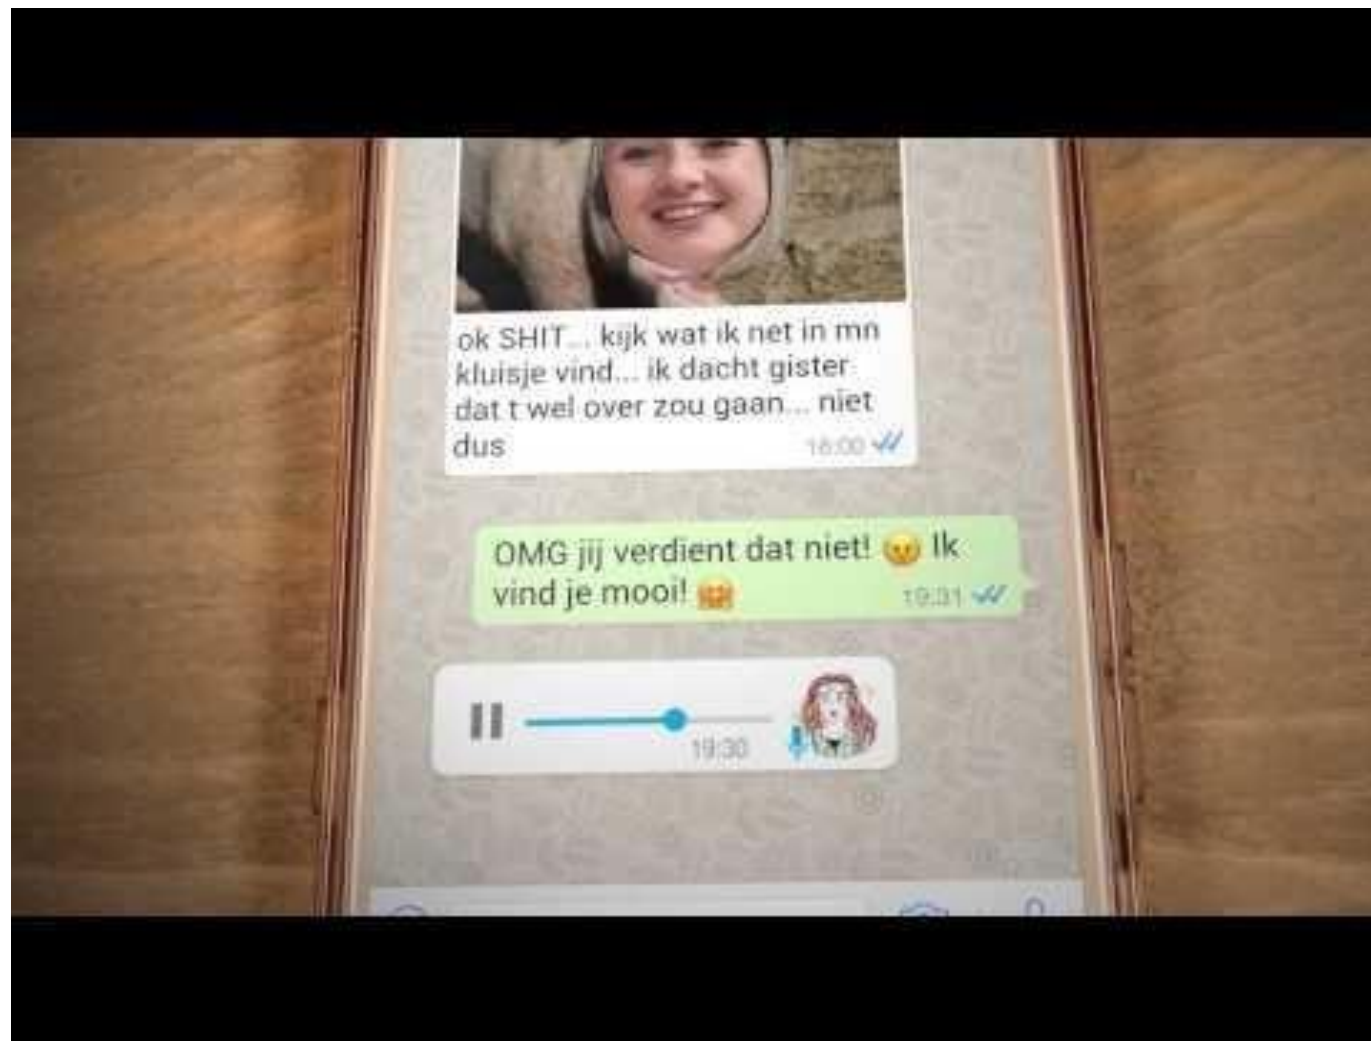 ok SHIT... kijk wat ik net in mn
kluisje vind... ik dacht gister
dat t wel over zou gaan... niet
dus 16:00
OMG jij verdient dat niet! 😠 Ik
vind je mooi! 19:31
19:30